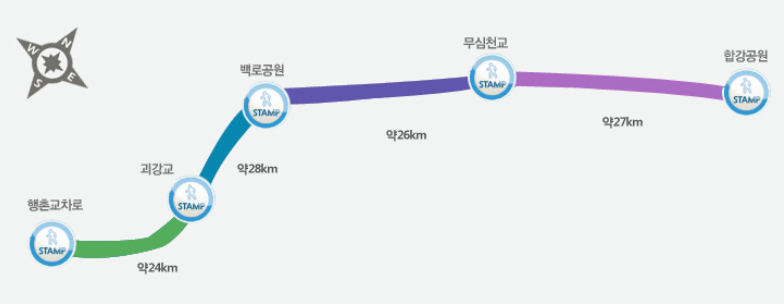 N
W
E
S
무심천교
합강공원
백로공원
STAMP
STAMP
STAMP
약27km
약26km
괴강교
약28km
STAMP
행촌교차로
STAMP
약24km